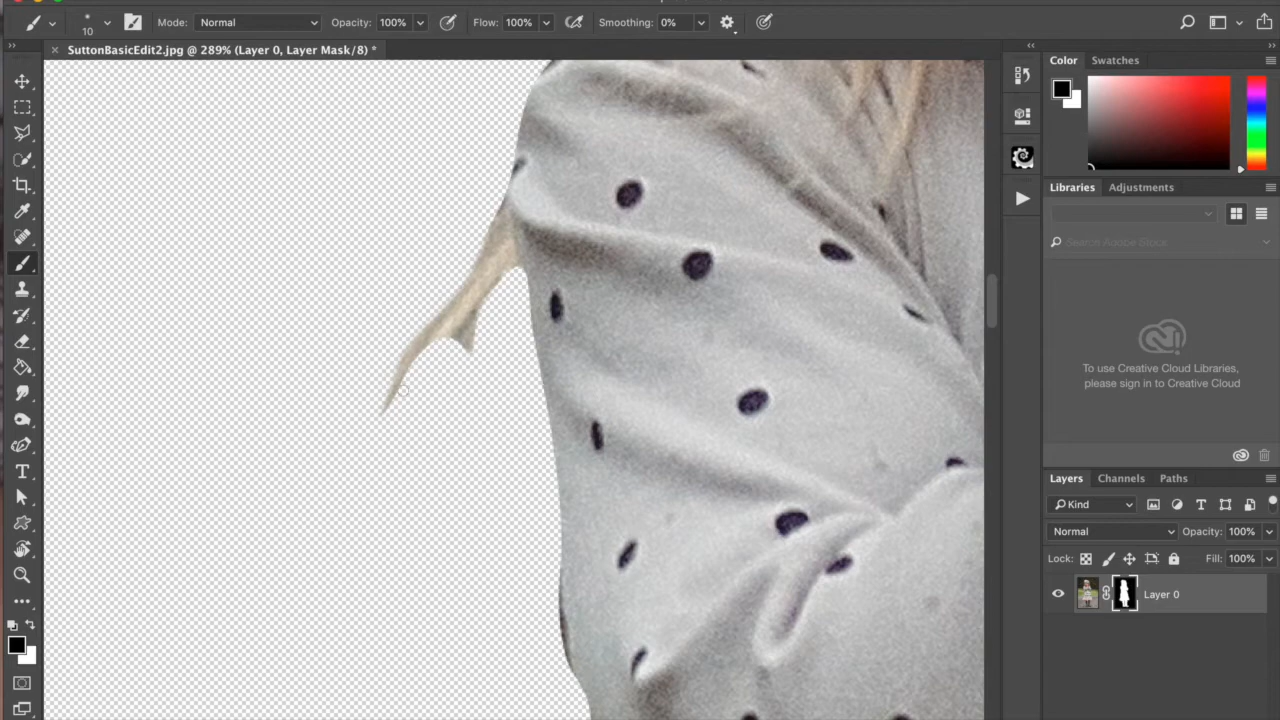 10
Mode: Normal
Opacity: 100%
Flow: 100%
Smoothing: 0%
SuttonBasicEdit2.jpg @ 289% (Layer 0, Layer Mask/8) *
Color
Swatches
Libraries
Adjustments
Search Adobe Stock
To use Creative Cloud Libraries,
please sign in to Creative Cloud
Layers
Channels
Paths
Kind
Normal
Opacity: 100%
Lock:
Fill: 100%
Layer 0